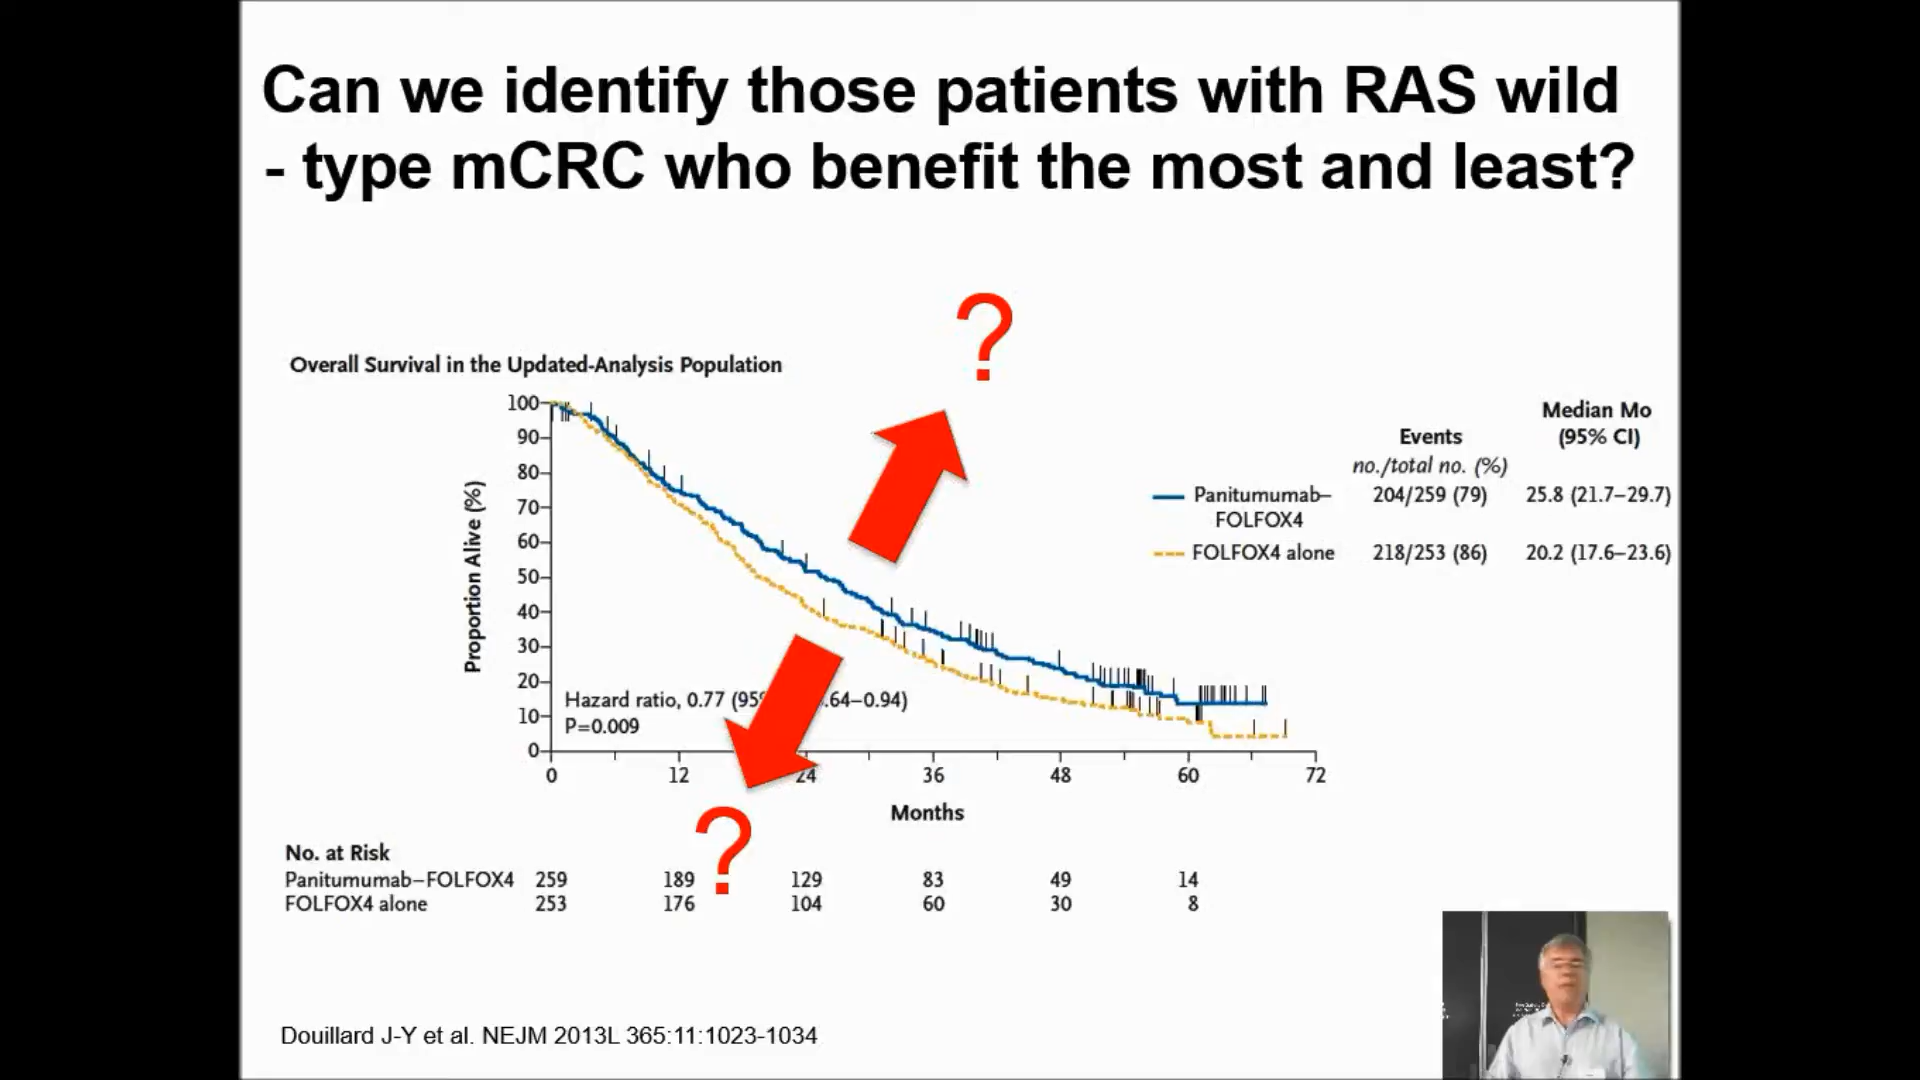 Can we identify those patients with RAS wild
- type mCRC who benefit the most and least?
?
Overall Survival in the Updated-Analysis Population
Median Mo
(95% CI)
Events
no./total no. (%)
Panitumumab–
FOLFOX4
204/259 (79)
25.8 (21.7–29.7)
FOLFOX4 alone
218/253 (86)
20.2 (17.6–23.6)
Proportion Alive (%)
100
90
80
70
60
50
40
30
20
10
0
Hazard ratio, 0.77 (95 .64–0.94)
P=0.009
0 12 24 36 48 60 72
Months
?
No. at Risk
Panitumumab–FOLFOX4 259 189 129 83 49 14
FOLFOX4 alone 253 176 104 60 30 8
Douillard J-Y et al. NEJM 2013L 365:11:1023-1034